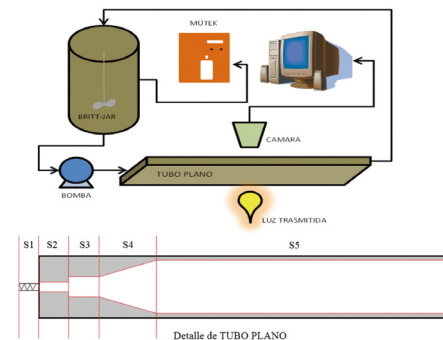 MÜTEK
BRITT-JAR
CAMARA
TUBO PLANO
BOMBA
LUZ TRASMITIDA
S1 S2 S3 S4 S5
Detalle de TUBO PLANO